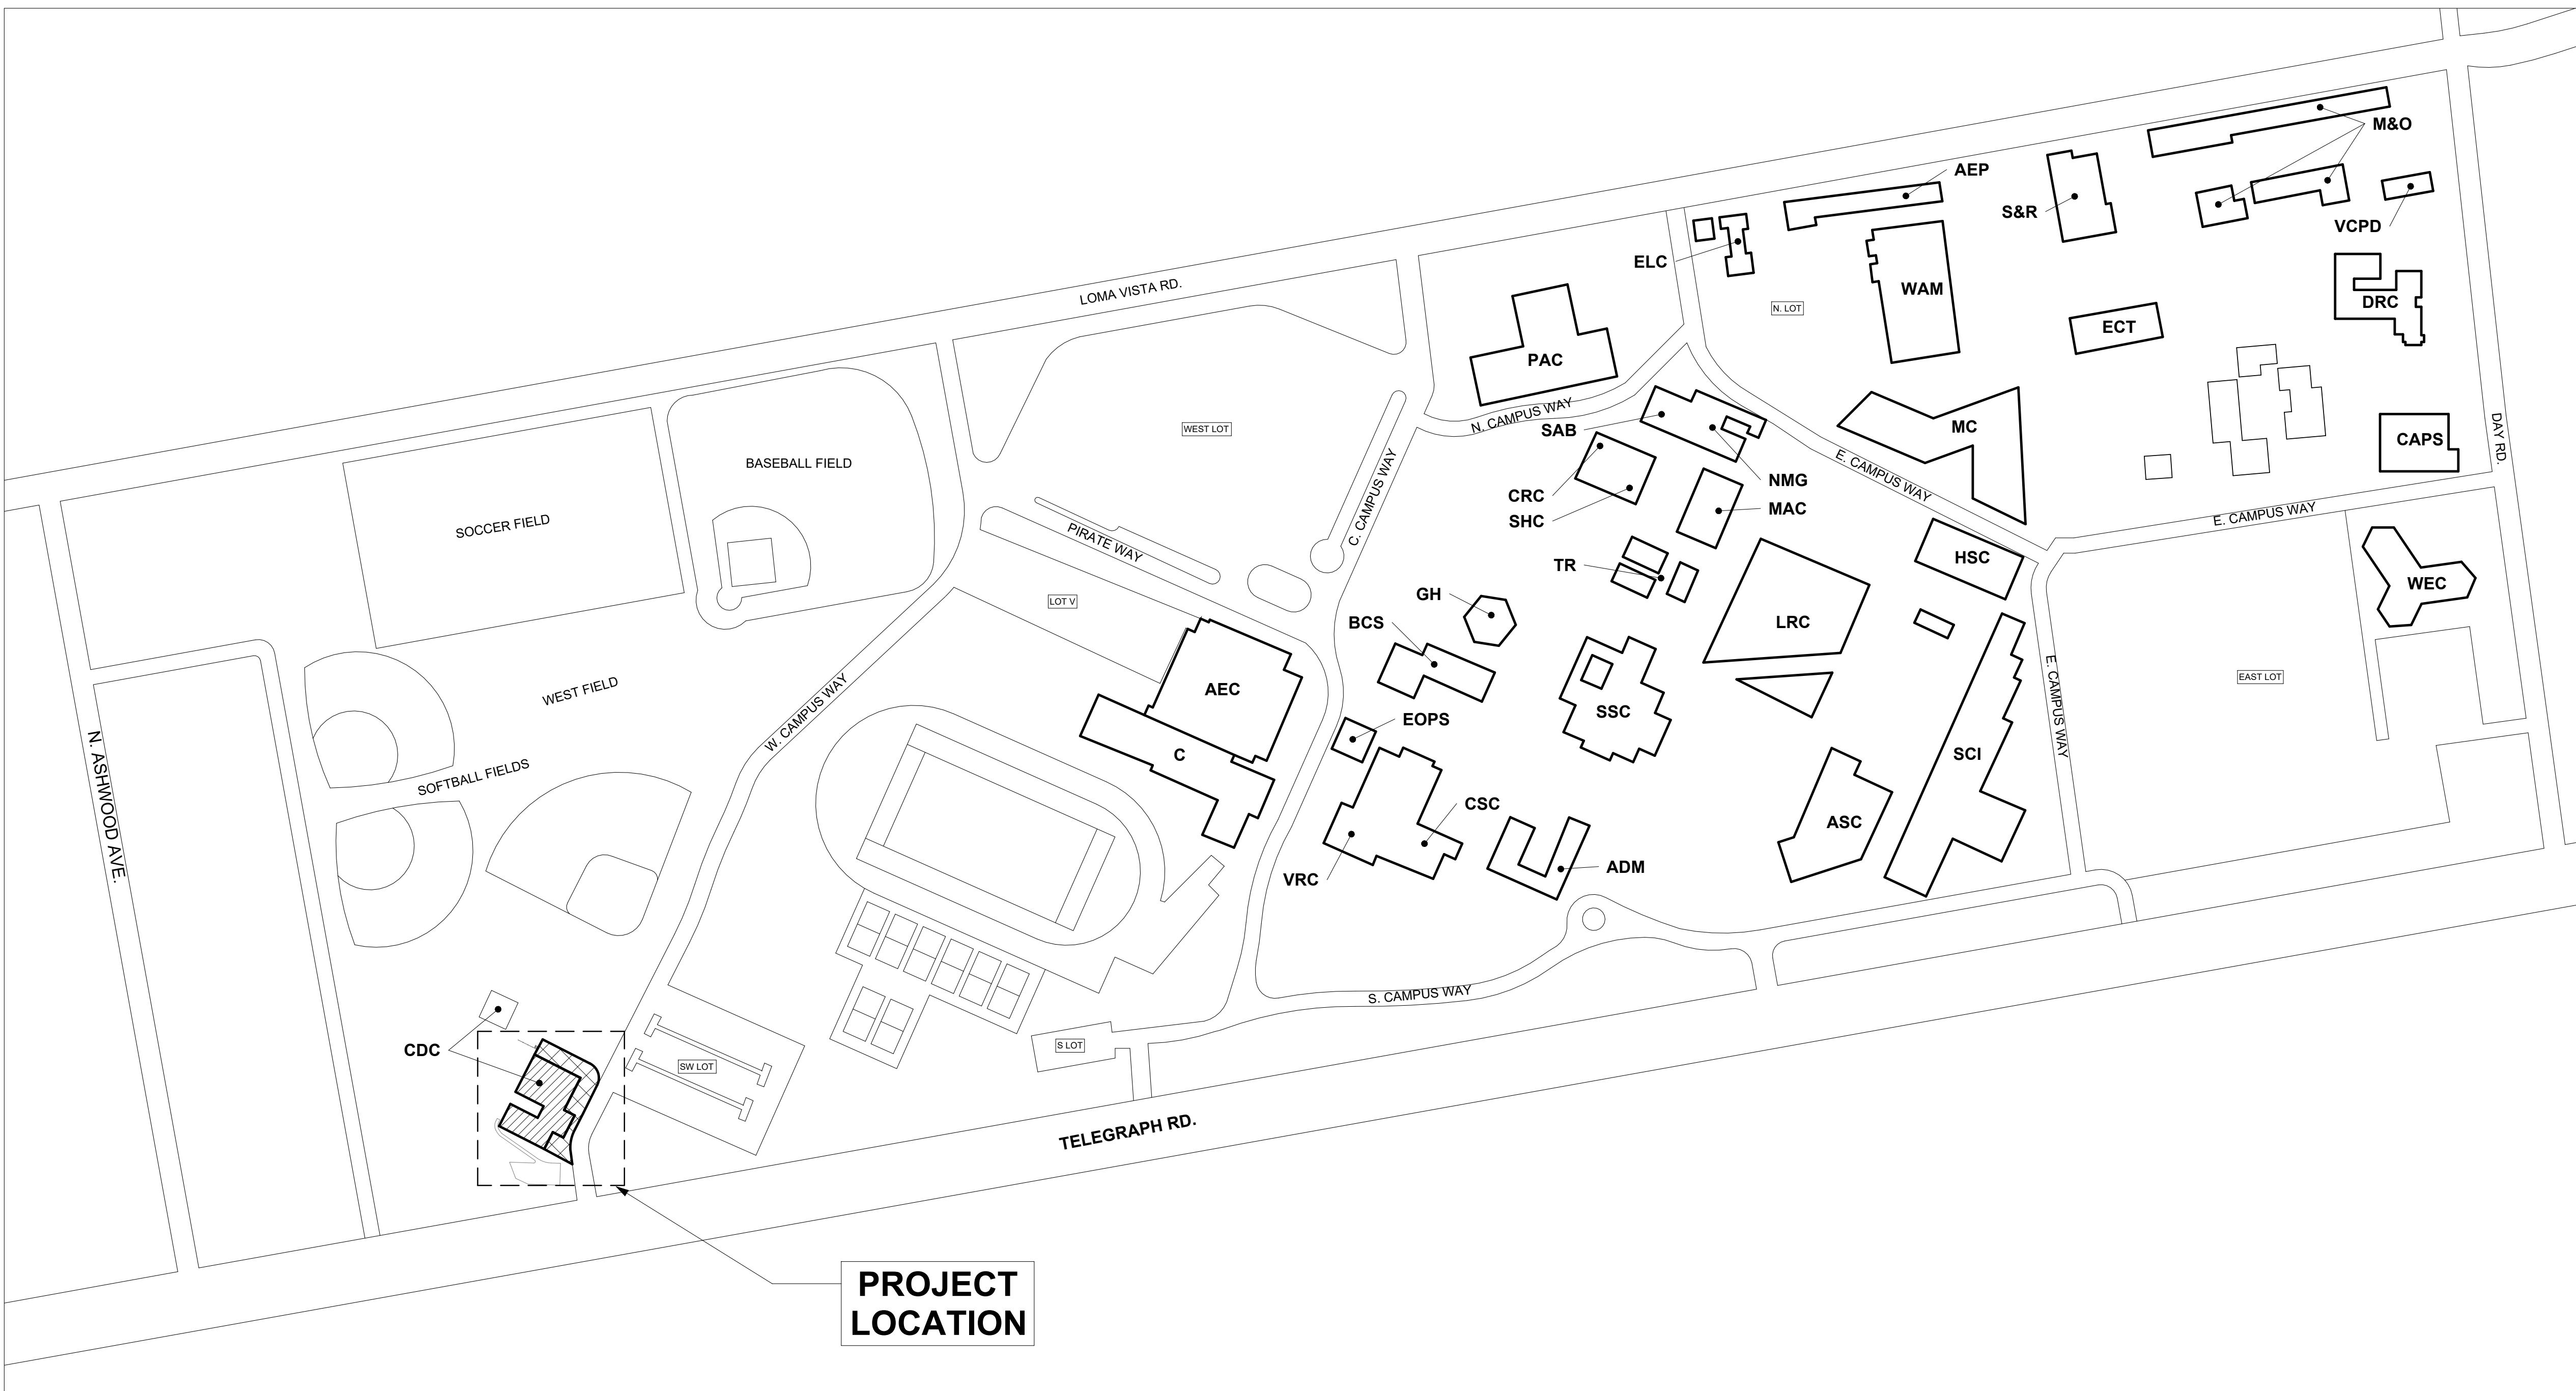 M&O
AEP
S&R
VCPD
ELC
WAM
DRC
N. LOT
ECT
LOMA VISTA RD.
PAC
N. CAMPUS WAY
WEST LOT
SAB
MC
CAPS
DAY RD.
BASEBALL FIELD
E. CAMPUS WAY
NMG
CRC
SHC
MAC
C. CAMPUS WAY
SOCCER FIELD
PIRATE WAY
E. CAMPUS WAY
HSC
TR
WEC
GH
LOT V
BCS
LRC
WEST FIELD
AEC
W. CAMPUS WAY
EAST LOT
E. CAMPUS WAY
EOPS
SSC
C
SCI
SOFTBALL FIELDS
N. ASHWOOD AVE.
CSC
ASC
VRC
ADM
S. CAMPUS WAY
CDC
S LOT
SW LOT
TELEGRAPH RD.
PROJECT
LOCATION